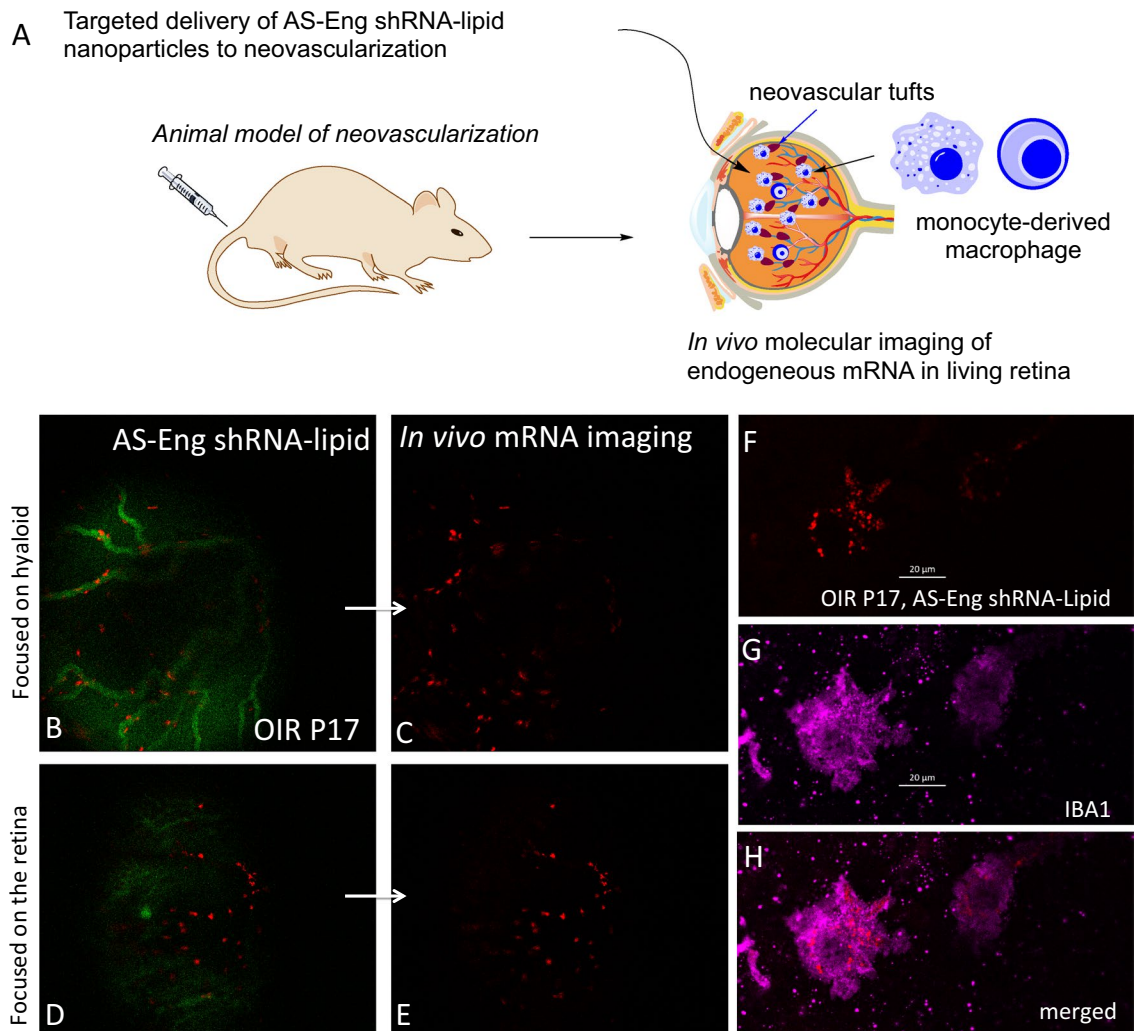 A
Targeted delivery of AS-Eng shRNA-lipid
nanoparticles to neovascularization
Animal model of neovascularization
neovascular tufts
monocyte-derived
macrophage
In vivo molecular imaging of
endogeneous mRNA in living retina
Focused on hyaloid
AS-Eng shRNA-lipid
B
OIR P17
In vivo mRNA imaging
C
Focused on the retina
D
E
F
20 µm
OIR P17, AS-Eng shRNA-Lipid
G
20 µm
IBA1
H
merged